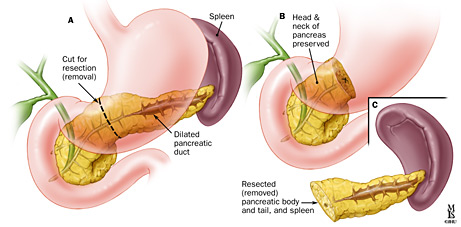 A
Spleen
Cut for
resection
(removal)
Dilated
pancreatic
duct
B
Head &
neck of
pancreas
preserved
C
Resected
(removed)
pancreatic body
and tail, and spleen